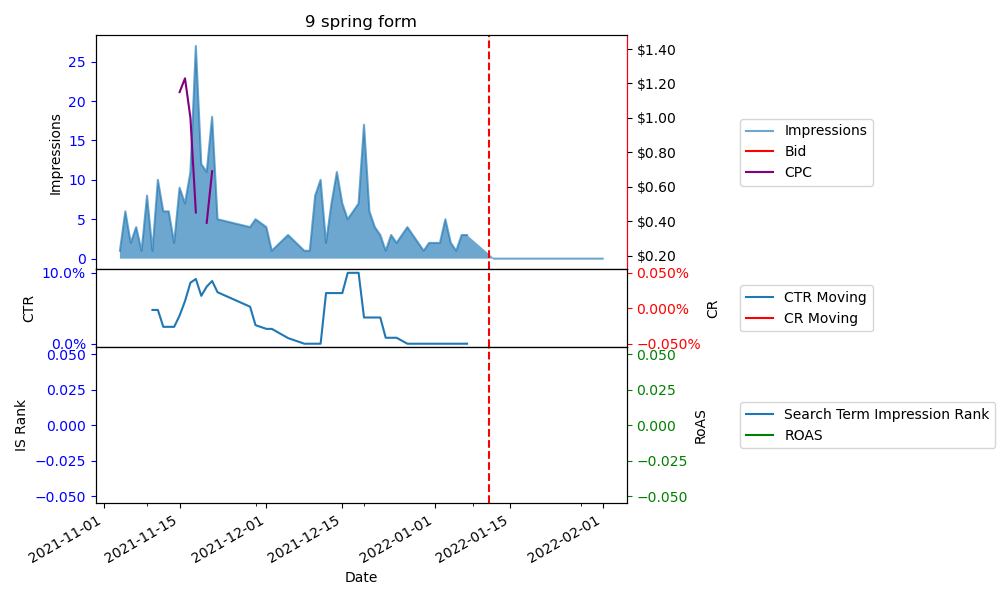 9 spring form
Impressions
25
20
15
10
5
0
$1.40
$1.20
$1.00
$0.80
$0.60
$0.40
$0.20
Impressions
Bid
CPC
CTR
10.0%
0.0%
0.050%
0.000%
−0.050%
CR
CTR Moving
CR Moving
IS Rank
0.050
0.025
0.000
−0.025
−0.050
0.050
0.025
0.000
−0.025
−0.050
RoAS
Search Term Impression Rank
ROAS
2021-11-01
2021-11-15
2021-12-01
2021-12-15
2022-01-01
2022-01-15
2022-02-01
Date